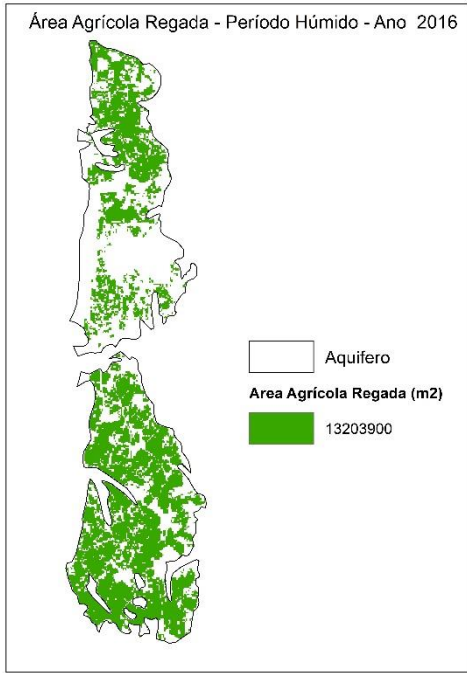 Área Agrícola Regada - Período Húmido - Ano 2016
Aquifero
Area Agrícola Regada (m2)
13203900